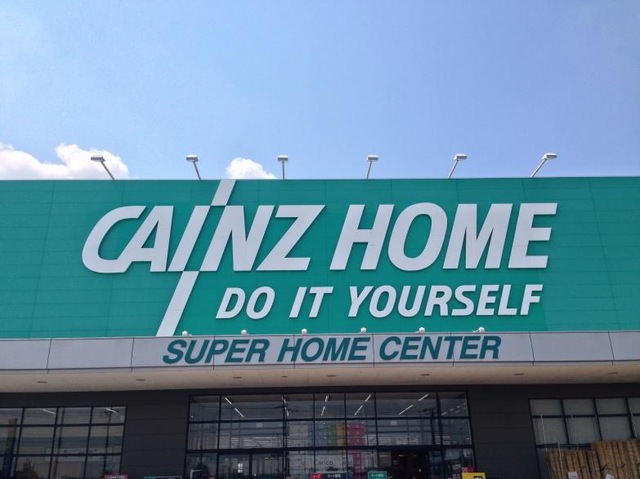 CAINZ HOME
DO IT YOURSELF
SUPER HOME CENTER